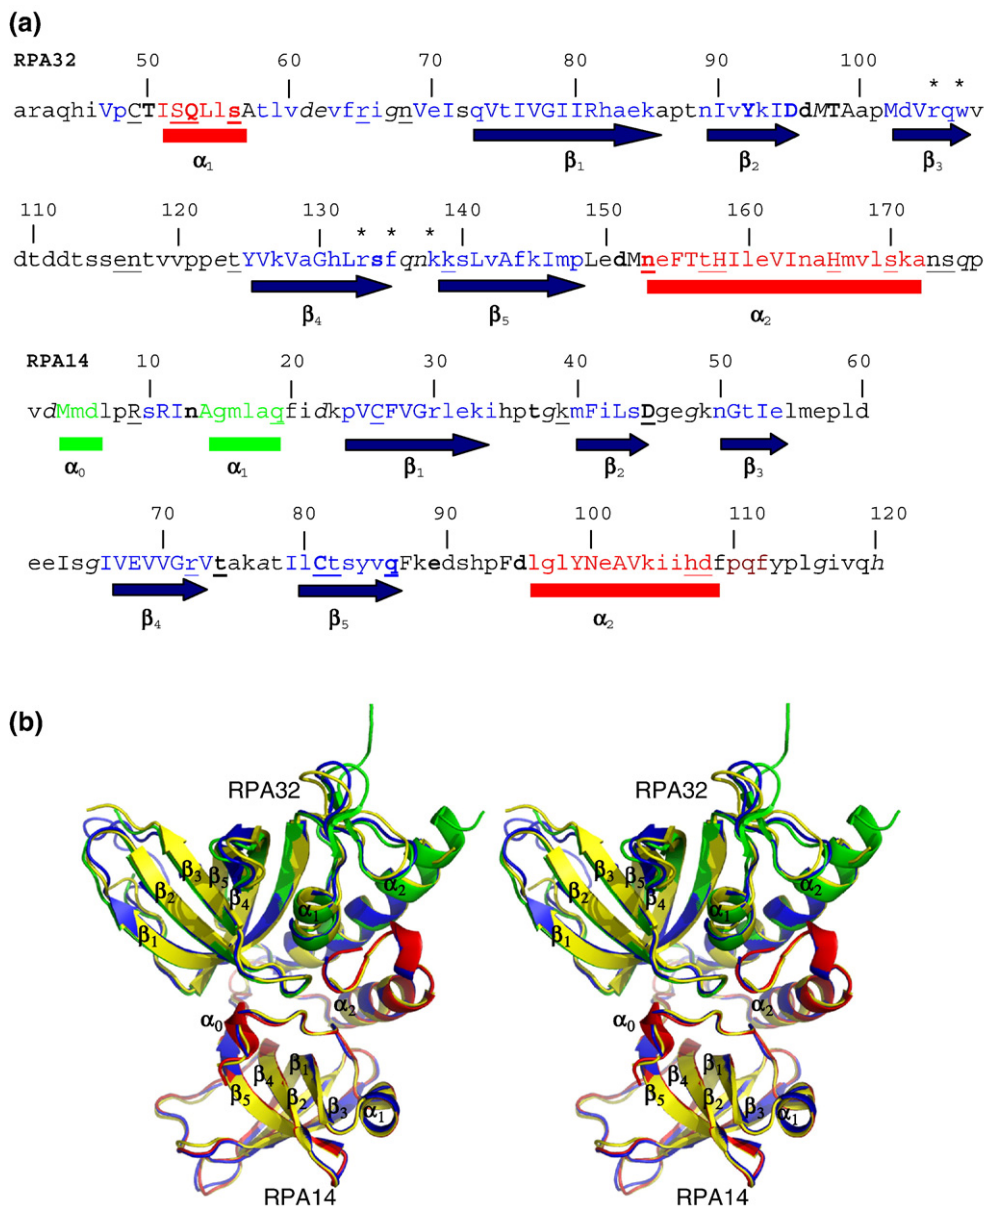 (a)
RPA32 50 60 70 80 90 100
* *
araqhiVpCTISQLlsAtlvdevfrignVeIsqVtIVGIIRhaekaptnIvYkIDdMTAapMdVrqwv
α1 β1 β2 β3
110 120 130 140 150 160 170
* * *
dtddtssentvvppetYVkVaGhLrsfqnkksLvAfkImpLedMneFTtHIleVInaHmvlskansqp
β4 β5 α2
RPA14 10 20 30 40 50 60
vdMmdlpRsRInAgmlaqfidkpVCFVGrlekihptgkmFiLsDgegknGtIelmepld
α0 α1 β1 β2 β3
70 80 90 100 110 120
eeIsgIVEVVGrVtakatIlCtsyvqFkedshpFdlglYNeAVkiihdfpqfyplgivqh
β4 β5 α2
(b)
RPA32 RPA32
β3 β5 β2 β4 β1 α1 α2
β3 β5 β2 β4 β1 α1 α2
α0 α2 α0 α2
β4 β1 β5 β2 β3 α1
β4 β1 β5 β2 β3 α1
RPA14 RPA14